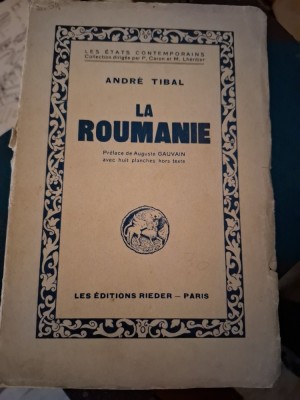 LES ÉTATS CONTEMPORAINS
Collection dirigée par P. Caron et M. Lhéritier
ANDRÉ TIBAL
LA
ROUMANIE
Préface de Auguste GAUVAIN
avec huit planches hors texte
LES ÉDITIONS RIEDER — PARIS